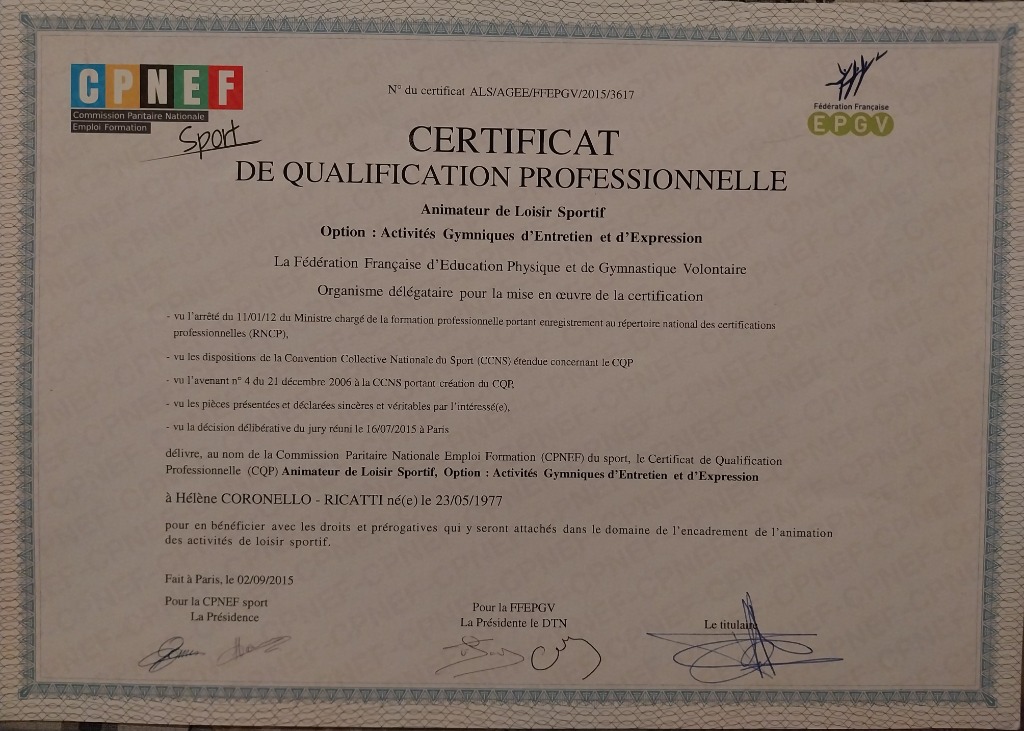 CPNEF
Commission Paritaire Nationale
Emploi Formation
Sport
N° du certificat ALS/AGEE/FFEPGV/2015/3617
Fédération Française
EPGV
CERTIFICAT
DE QUALIFICATION PROFESSIONNELLE
Animateur de Loisir Sportif
Option : Activités Gymniques d'Entretien et d'Expression
La Fédération Française d'Education Physique et de Gymnastique Volontaire
Organisme délégataire pour la mise en œuvre de la certification
- vu l'arrêté du 11/01/12 du Ministre chargé de la formation professionnelle portant enregistrement au répertoire national des certifications
professionnelles (RNCP),
- vu les dispositions de la Convention Collective Nationale du Sport (CCNS) étendue concernant le CQP
- vu l'avenant n° 4 du 21 décembre 2006 à la CCNS portant création du CQP,
- vu les pièces présentées et déclarées sincères et véritables par l'intéressé(e),
- vu la décision délibérative du jury réuni le 16/07/2015 à Paris
délivre, au nom de la Commission Paritaire Nationale Emploi Formation (CPNEF) du sport, le Certificat de Qualification
Professionnelle (CQP) Animateur de Loisir Sportif, Option : Activités Gymniques d'Entretien et d'Expression
à Hélène CORONELLO - RICATTI né(e) le 23/05/1977
pour en bénéficier avec les droits et prérogatives qui y seront attachés dans le domaine de l'encadrement de l'animation
des activités de loisir sportif.
Fait à Paris, le 02/09/2015
Pour la CPNEF sport
La Présidence
Pour la FFEPGV
La Présidente le DTN
Le titulaire